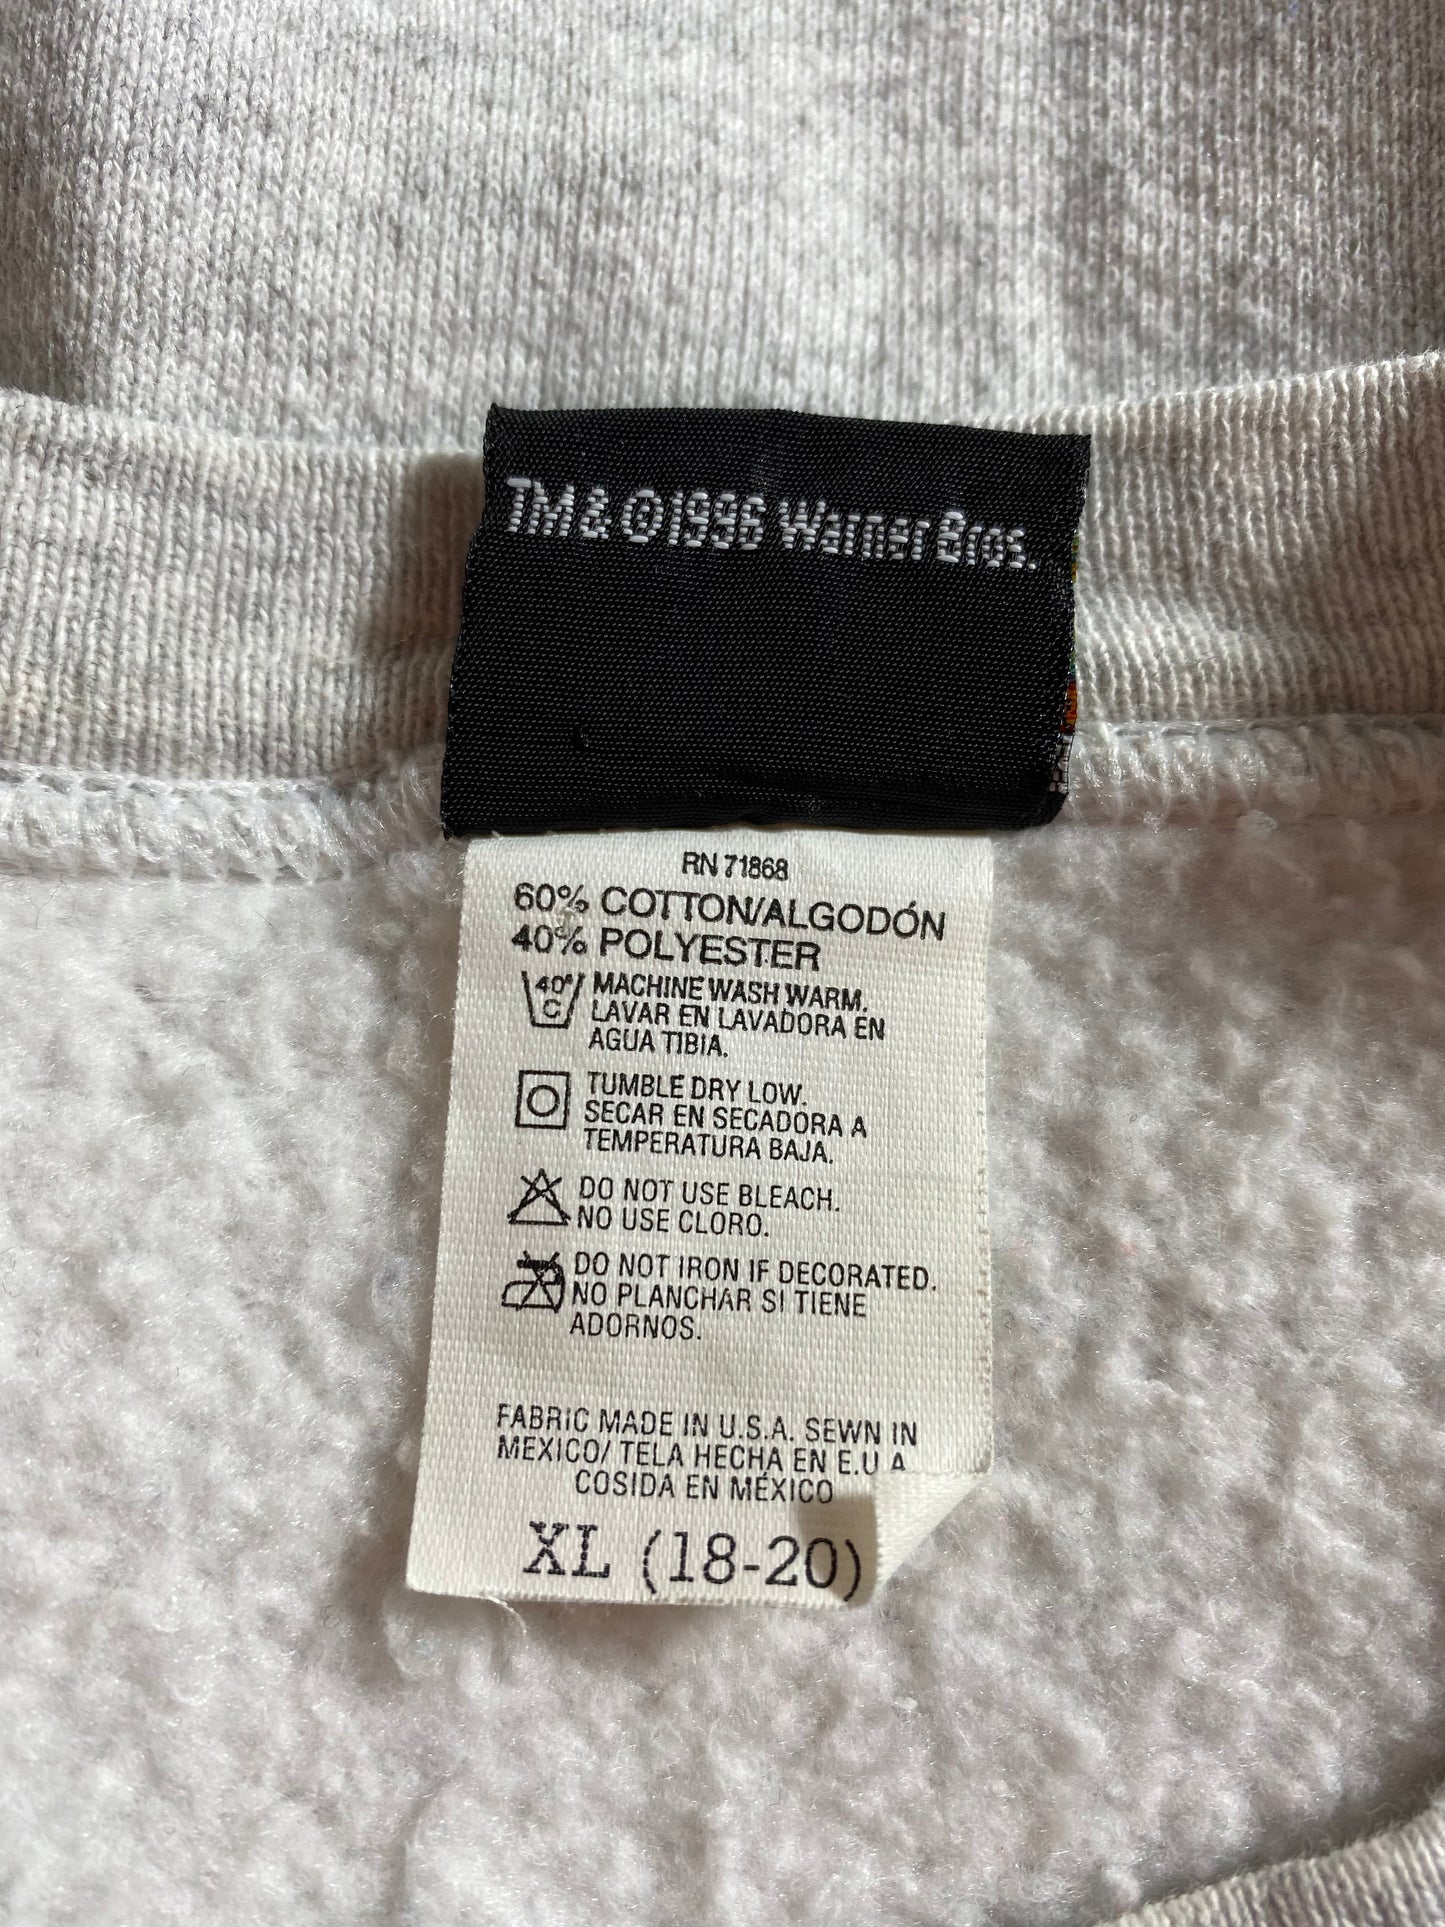 TM & © 1996 Warner Bros.
RN 71868
60% COTTON/ALGODÓN
40% POLYESTER
40° C MACHINE WASH WARM.
LAVAR EN LAVADORA EN
AGUA TIBIA.
TUMBLE DRY LOW.
SECAR EN SECADORA A
TEMPERATURA BAJA.
DO NOT USE BLEACH.
NO USE CLORO.
DO NOT IRON IF DECORATED.
NO PLANCHAR SI TIENE
ADORNOS.
FABRIC MADE IN U.S.A. SEWN IN
MEXICO/ TELA HECHA EN E.U.A
COSIDA EN MÉXICO
XL (18-20)